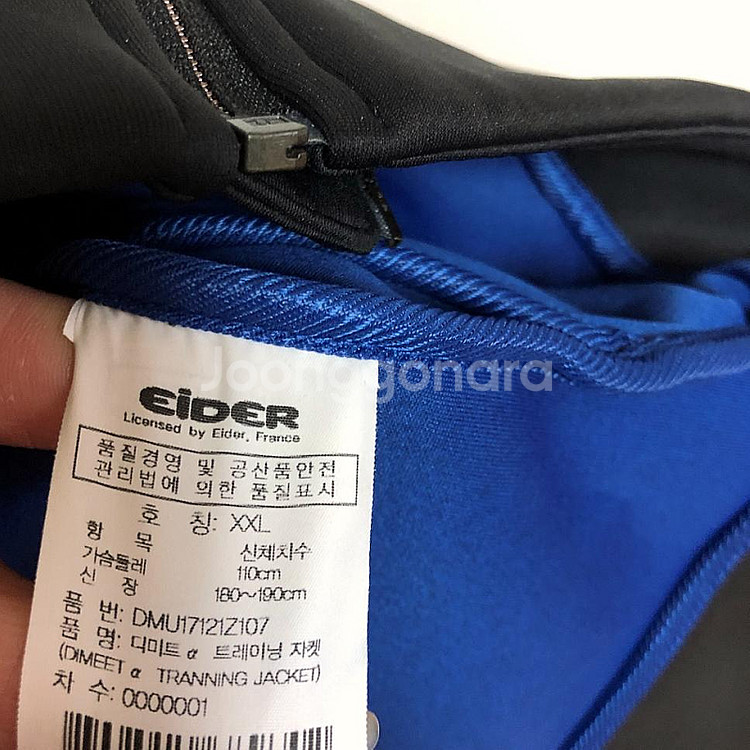 Joonggonara
EiDER
Licensed by Eider, France
품질경영 및 공산품안전
관리법에 의한 품질표시
호 칭: XXL
항 목 신체치수
가슴둘레 110cm
신 장 180~190cm
품 번: DMU17121Z107
품 명: 디미트 α 트레이닝 자켓
(DIMEET α TRANNING JACKET)
차 수: 0000001